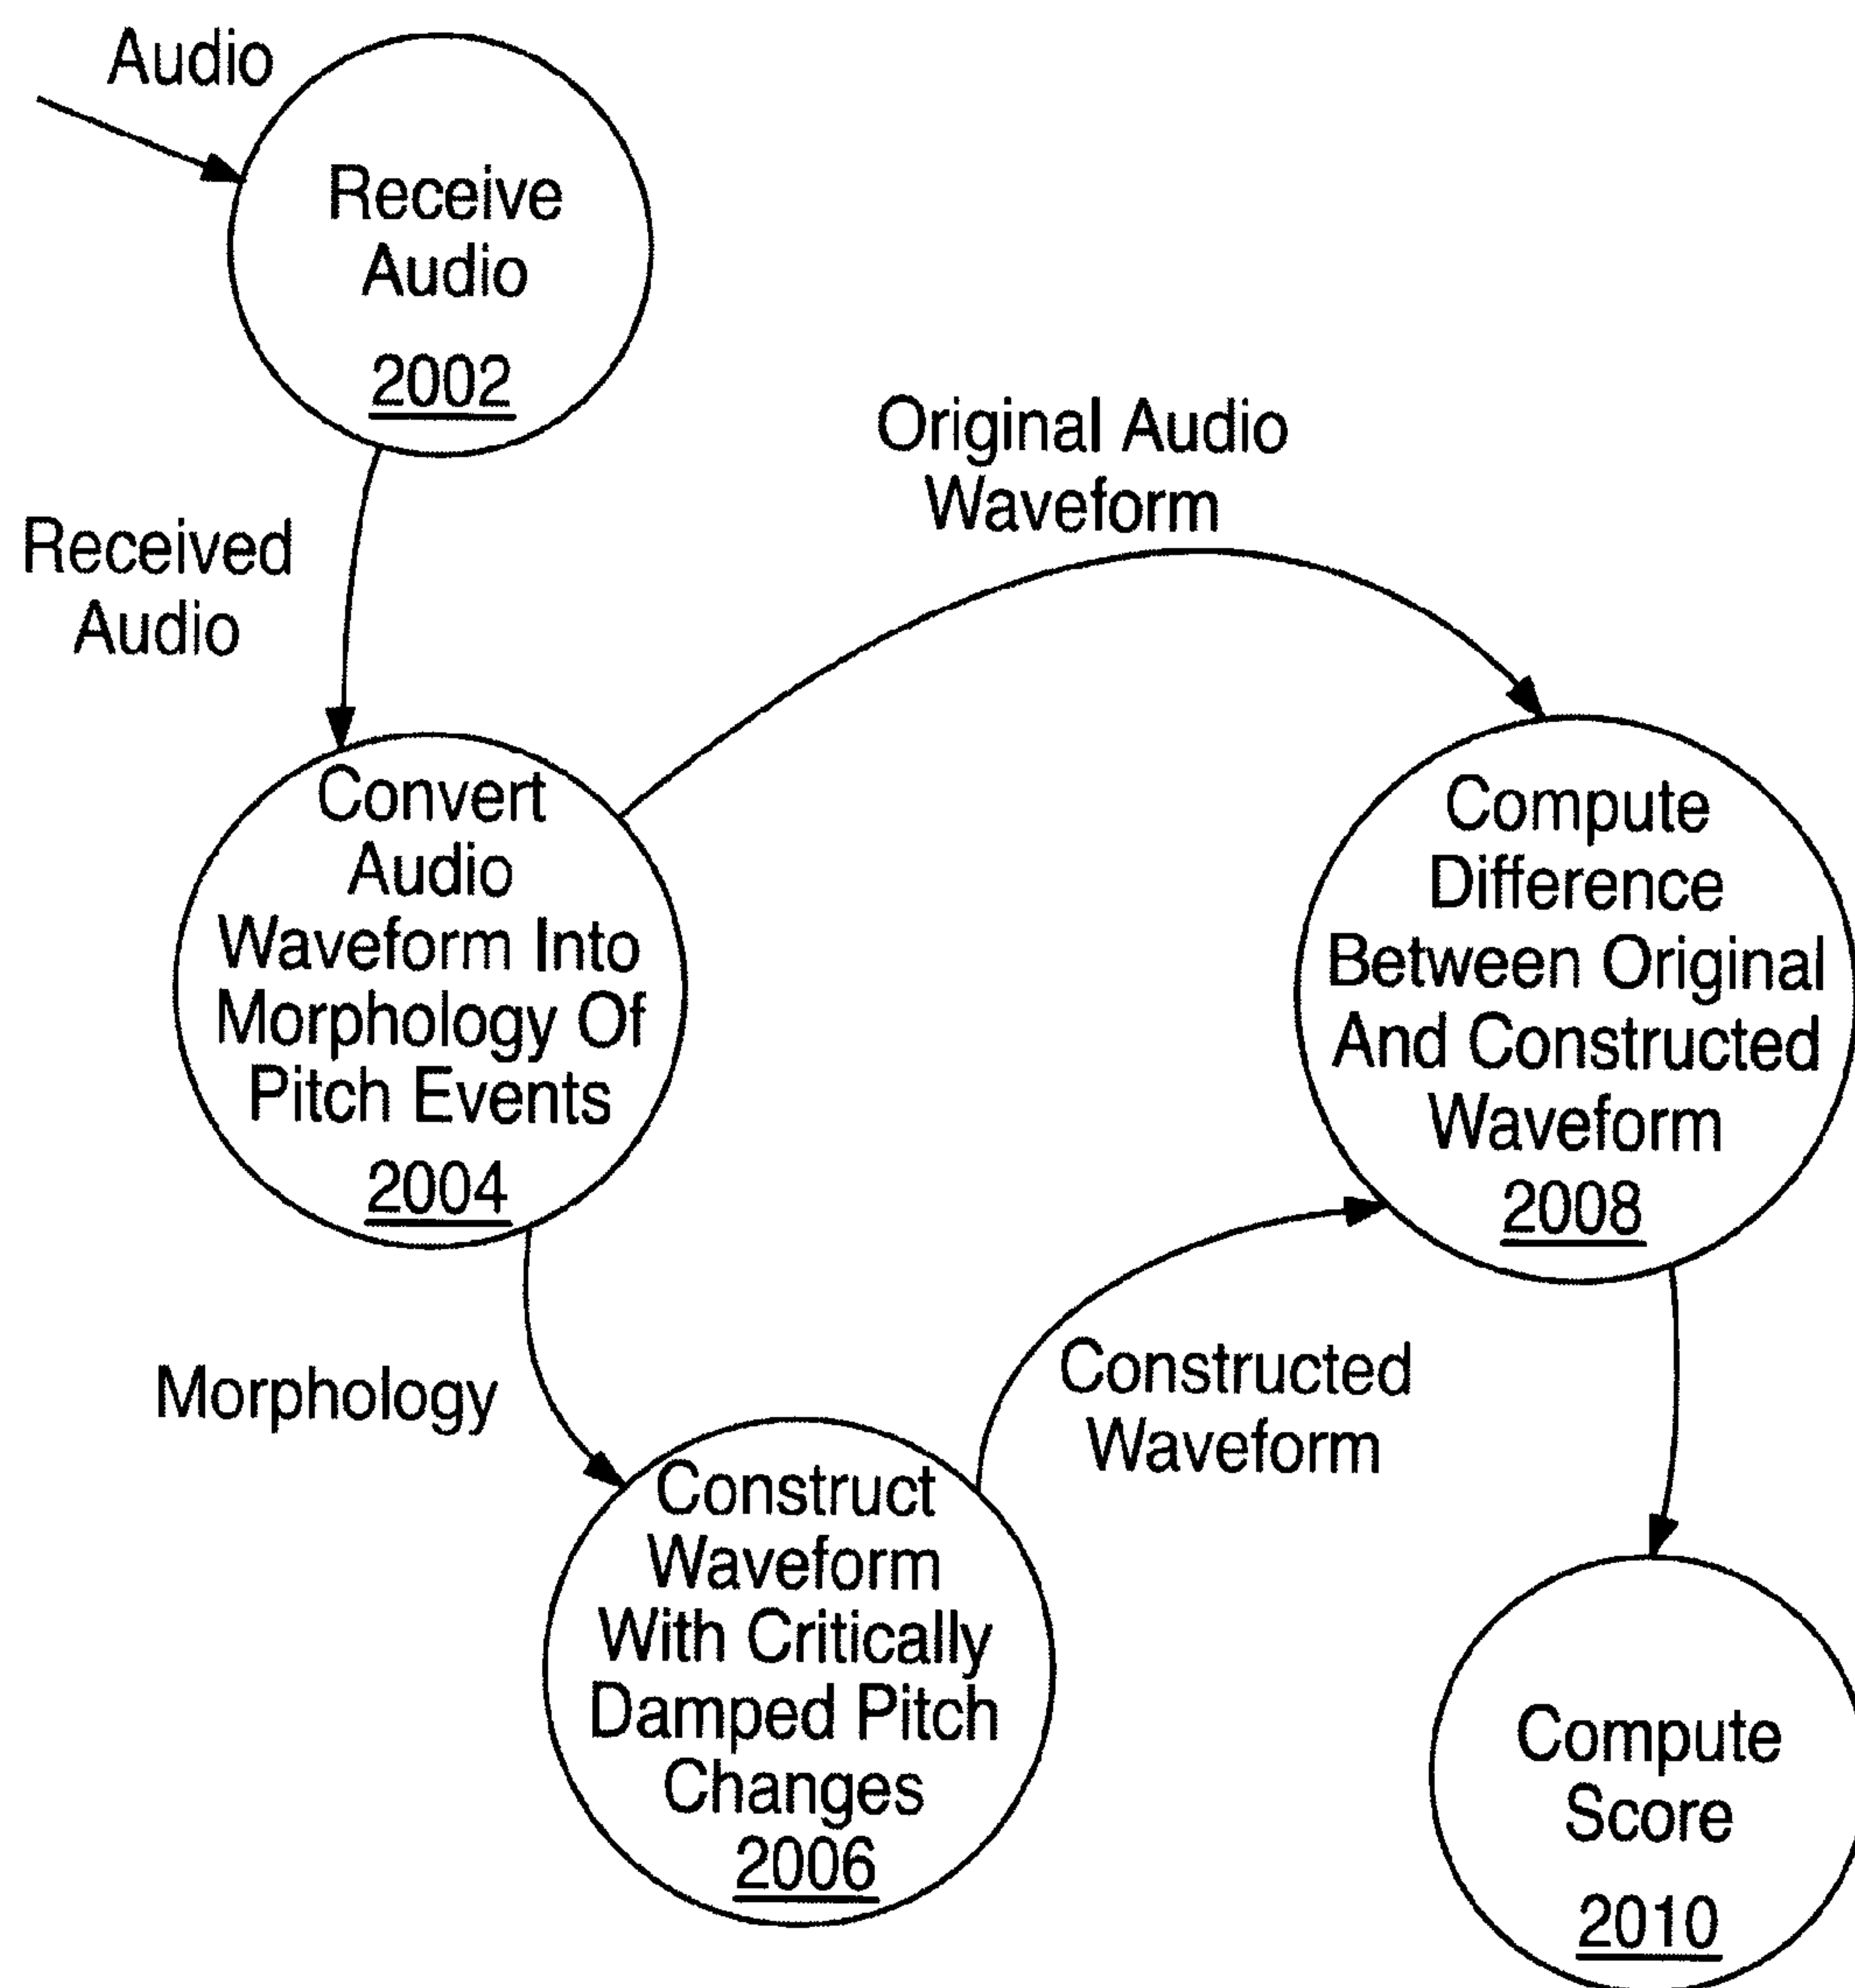 Audio
Receive
Audio
2002
Received
Audio
Original Audio
Waveform
Convert
Audio
Waveform Into
Morphology Of
Pitch Events
2004
Compute
Difference
Between Original
And Constructed
Waveform
2008
Morphology
Constructed
Waveform
Construct
Waveform
With Critically
Damped Pitch
Changes
2006
Compute
Score
2010